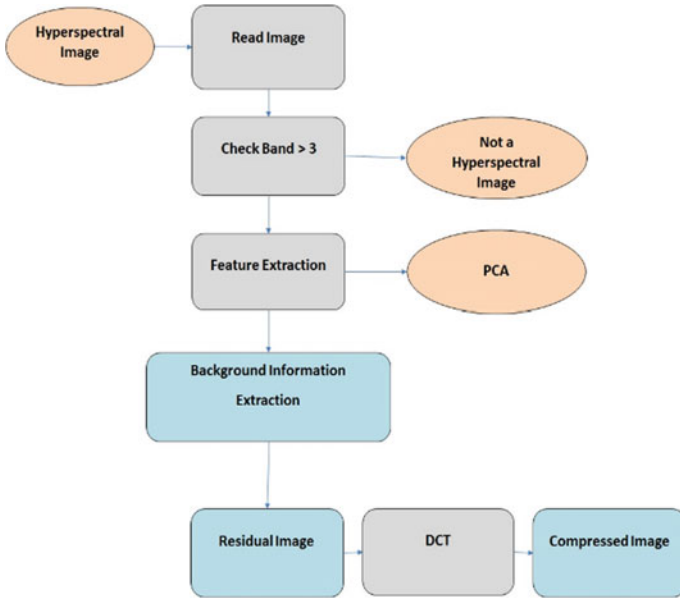 Hyperspectral
Image
Read Image
Check Band > 3
Not a
Hyperspectral
Image
Feature Extraction
PCA
Background Information
Extraction
Residual Image
DCT
Compressed Image